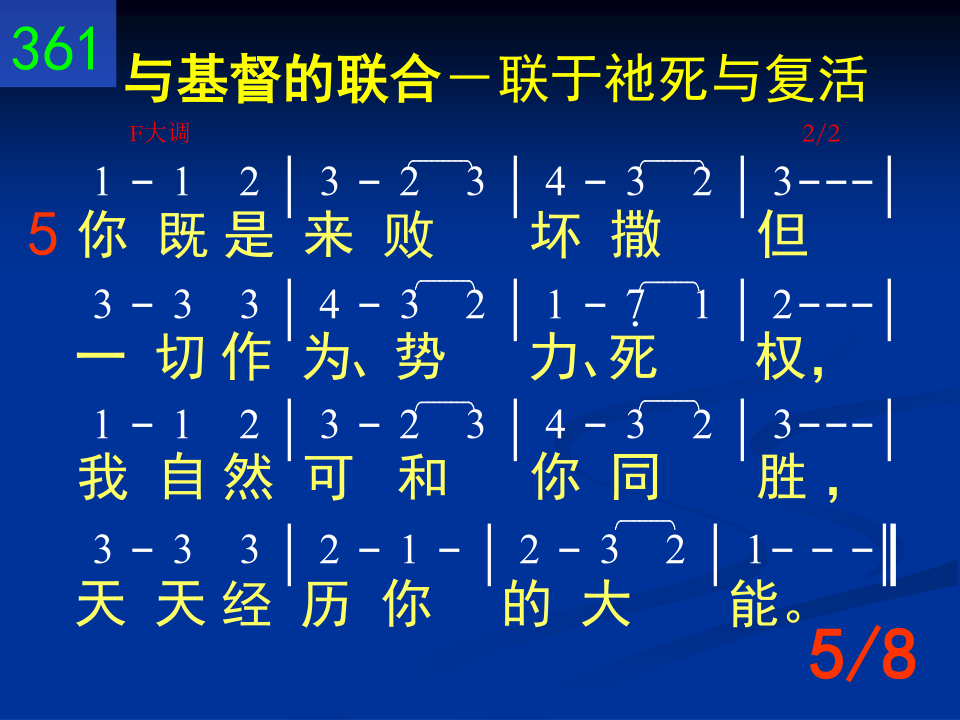 361
与基督的联合－联于祂死与复活
F大调 2/2
1 - 1 2 | 3 - 2 3 | 4 - 3 2 | 3 - - - |
5 你 既 是 来 败 坏 撒 但
3 - 3 3 | 4 - 3 2 | 1 - 7̣ 1 | 2 - - - |
一 切 作 为、势 力、死 权，
1 - 1 2 | 3 - 2 3 | 4 - 3 2 | 3 - - - |
我 自 然 可 和 你 同 胜，
3 - 3 3 | 2 - 1 - | 2 - 3 2 | 1 - - - ‖
天 天 经 历 你 的 大 能。
5/8